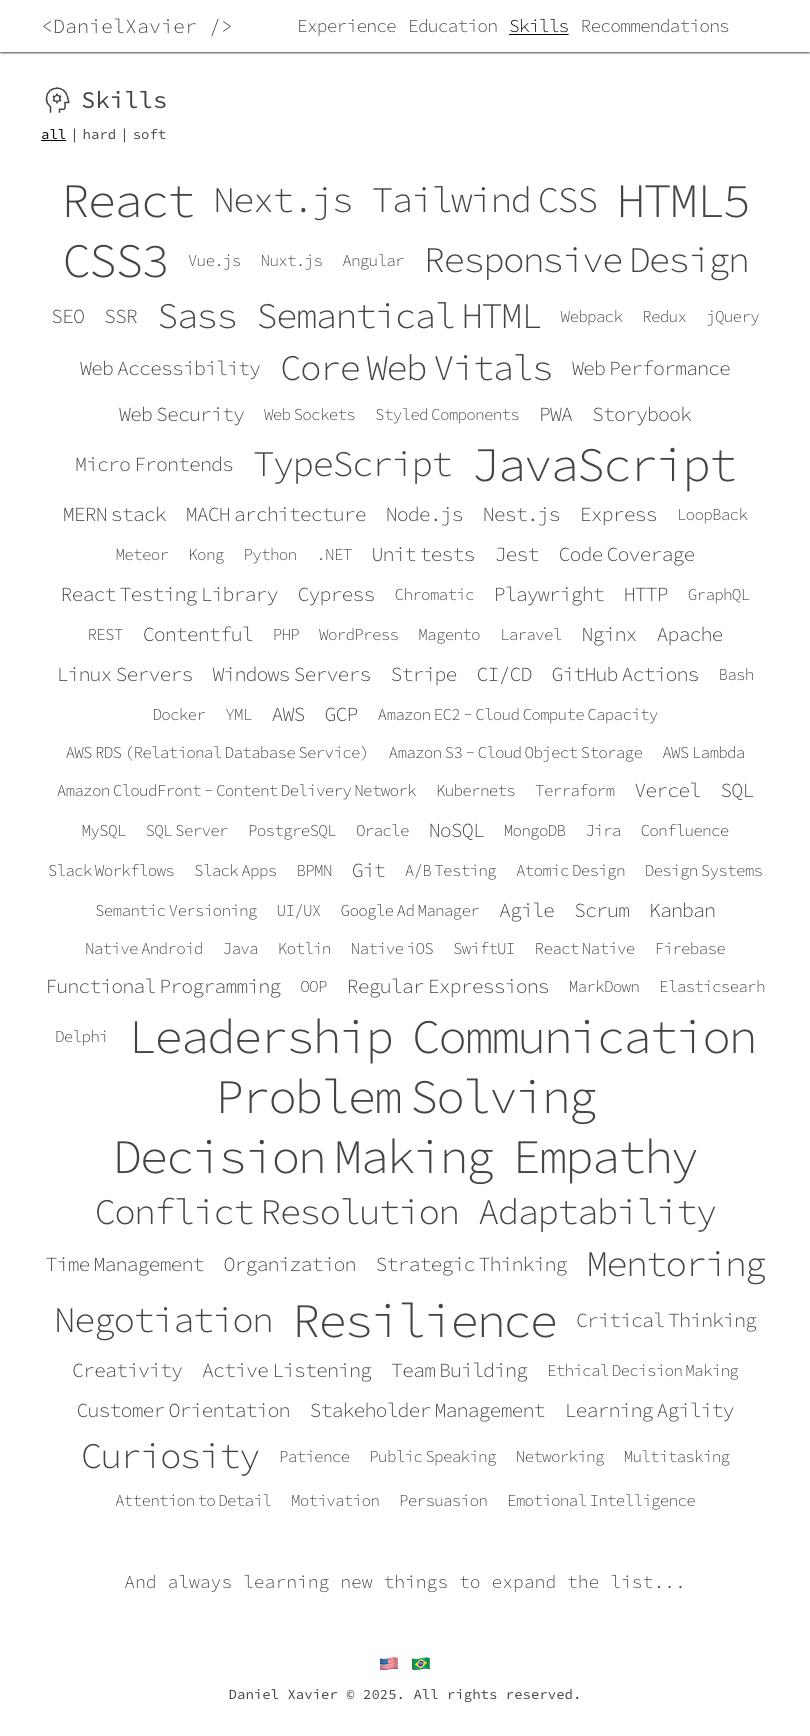 <DanielXavier /> Experience Education Skills Recommendations
Skills
all | hard | soft
React Next.js Tailwind CSS HTML5
CSS3 Vue.js Nuxt.js Angular Responsive Design
SEO SSR Sass Semantical HTML Webpack Redux jQuery
Web Accessibility Core Web Vitals Web Performance
Web Security Web Sockets Styled Components PWA Storybook
Micro Frontends TypeScript JavaScript
MERN stack MACH architecture Node.js Nest.js Express LoopBack
Meteor Kong Python .NET Unit tests Jest Code Coverage
React Testing Library Cypress Chromatic Playwright HTTP GraphQL
REST Contentful PHP WordPress Magento Laravel Nginx Apache
Linux Servers Windows Servers Stripe CI/CD GitHub Actions Bash
Docker YML AWS GCP Amazon EC2 - Cloud Compute Capacity
AWS RDS (Relational Database Service) Amazon S3 - Cloud Object Storage AWS Lambda
Amazon CloudFront - Content Delivery Network Kubernets Terraform Vercel SQL
MySQL SQL Server PostgreSQL Oracle NoSQL MongoDB Jira Confluence
Slack Workflows Slack Apps BPMN Git A/B Testing Atomic Design Design Systems
Semantic Versioning UI/UX Google Ad Manager Agile Scrum Kanban
Native Android Java Kotlin Native iOS SwiftUI React Native Firebase
Functional Programming OOP Regular Expressions MarkDown Elasticsearh
Delphi Leadership Communication
Problem Solving
Decision Making Empathy
Conflict Resolution Adaptability
Time Management Organization Strategic Thinking Mentoring
Negotiation Resilience Critical Thinking
Creativity Active Listening Team Building Ethical Decision Making
Customer Orientation Stakeholder Management Learning Agility
Curiosity Patience Public Speaking Networking Multitasking
Attention to Detail Motivation Persuasion Emotional Intelligence
And always learning new things to expand the list...
Daniel Xavier © 2025. All rights reserved.